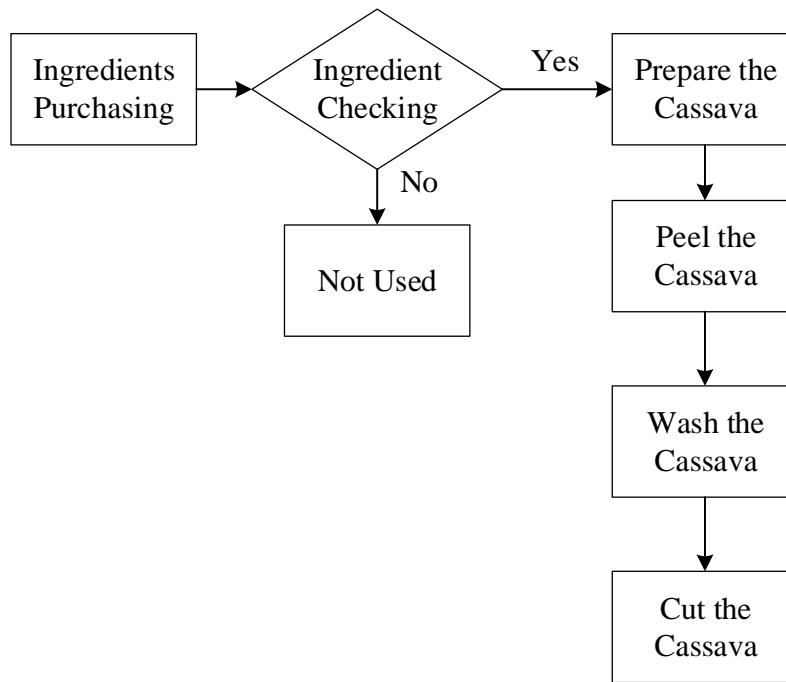 Ingredients
Purchasing
Ingredient
Checking
Yes
Prepare the
Cassava
No
Not Used
Peel the
Cassava
Wash the
Cassava
Cut the
Cassava